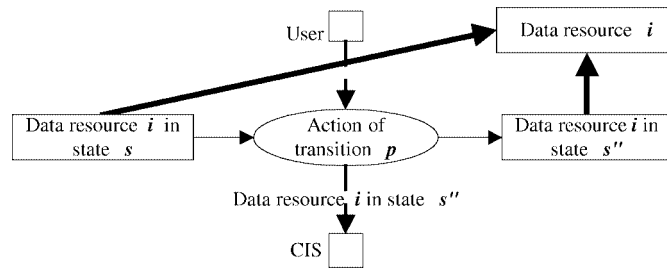 User
Data resource i
Data resource i in
state s
Action of
transition p
Data resource i in
state s''
Data resource i in state s''
CIS